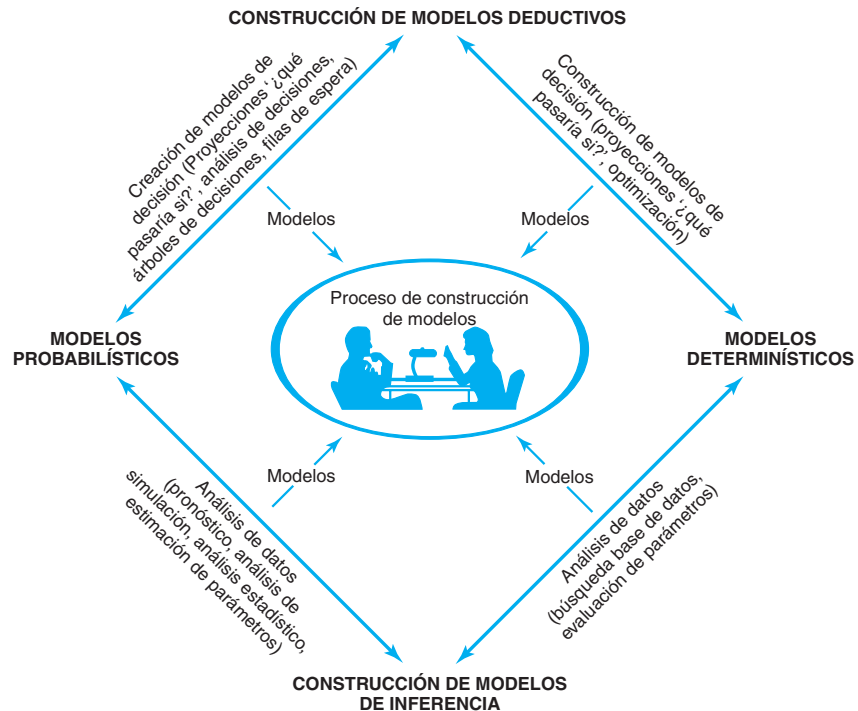 CONSTRUCCIÓN DE MODELOS DEDUCTIVOS
Creación de modelos de
decisión (Proyecciones '¿qué
pasaría si?', análisis de decisiones,
árboles de decisiones, filas de espera)
Construcción de modelos de
decisión (proyecciones '¿qué
pasaría si?', optimización)
Modelos
Modelos
Proceso de construcción
de modelos
MODELOS
PROBABILÍSTICOS
MODELOS
DETERMINÍSTICOS
Modelos
Modelos
Análisis de datos
(pronóstico, análisis de
simulación, análisis estadístico,
estimación de parámetros)
Análisis de datos
(búsqueda base de datos,
evaluación de parámetros)
CONSTRUCCIÓN DE MODELOS
DE INFERENCIA